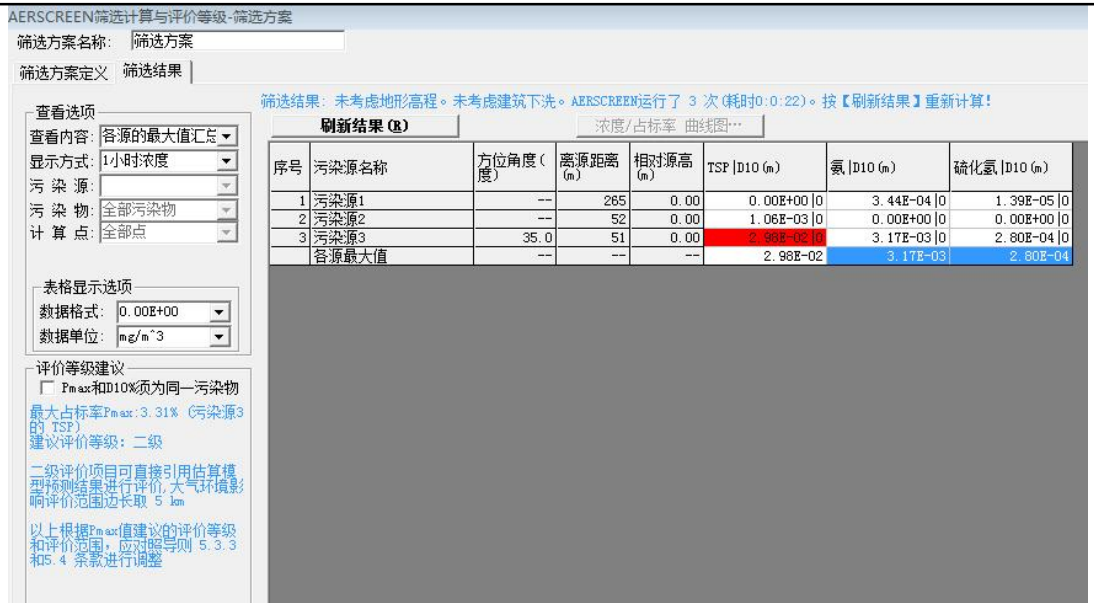 AERSCREEN筛选计算与评价等级-筛选方案
筛选方案名称: 筛选方案
筛选方案定义 筛选结果
查看选项
查看内容: 各源的最大值汇总
显示方式: 1小时浓度
污 染 源:
污 染 物: 全部污染物
计 算 点: 全部点
表格显示选项
数据格式: 0.00E+00
数据单位: mg/m^3
评价等级建议
Pmax和D10%须为同一污染物
最大占标率Pmax:3.31% (污染源3
的 TSP)
建议评价等级: 二级
二级评价项目可直接引用估算模
型预测结果进行评价,大气环境影
响评价范围边长取 5 km
以上根据Pmax值建议的评价等级
和评价范围, 应对照导则 5.3.3
和5.4 条款进行调整
筛选结果: 未考虑地形高程。未考虑建筑下洗。AERSCREEN运行了 3 次(耗时0:0:22)。按【刷新结果】重新计算!
刷新结果(R) 浓度/占标率 曲线图…
序号 污染源名称 方位角度(度) 离源距离(m) 相对源高(m) TSP|D10(m) 氨|D10(m) 硫化氢|D10(m)
1 污染源1 -- 265 0.00 0.00E+00|0 3.44E-04|0 1.39E-05|0
2 污染源2 -- 52 0.00 1.06E-03|0 0.00E+00|0 0.00E+00|0
3 污染源3 35.0 51 0.00 2.98E-02|0 3.17E-03|0 2.80E-04|0
各源最大值 -- -- -- 2.98E-02 3.17E-03 2.80E-04